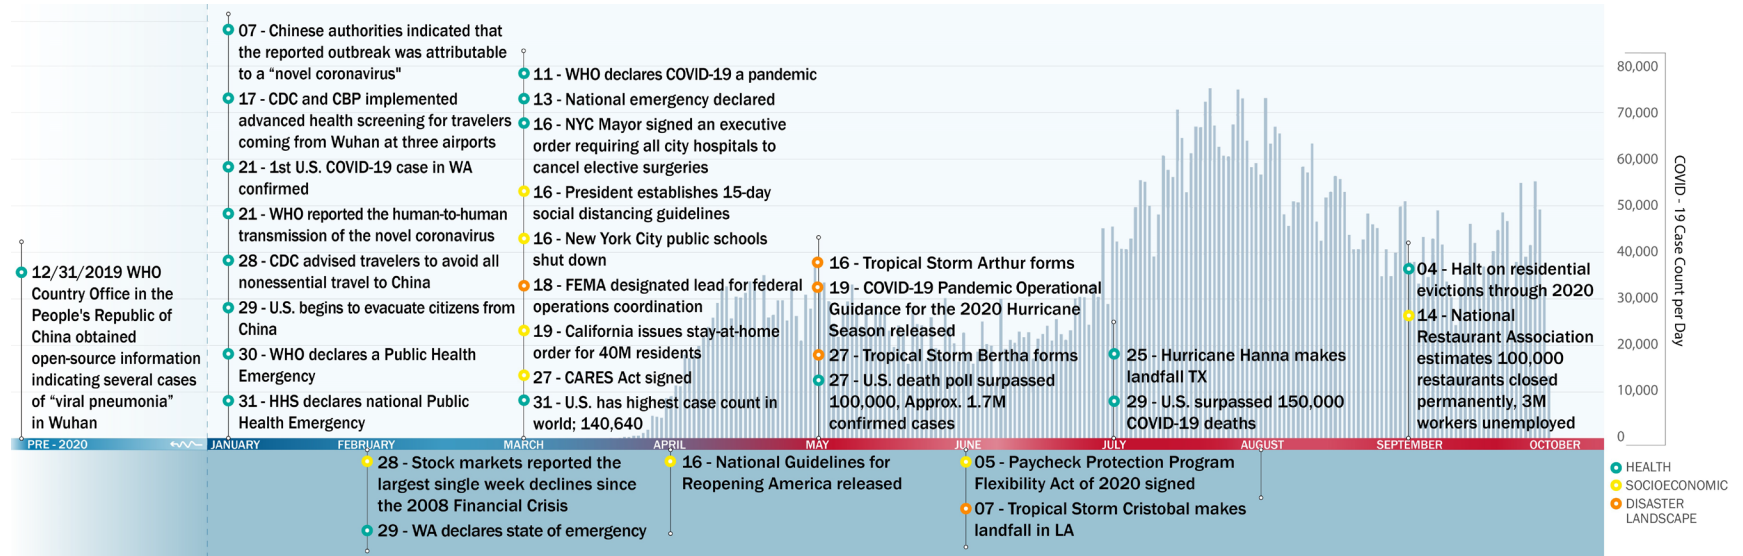 12/31/2019 WHO
Country Office in the
People's Republic of
China obtained
open-source information
indicating several cases
of “viral pneumonia”
in Wuhan
07 - Chinese authorities indicated that
the reported outbreak was attributable
to a “novel coronavirus"
17 - CDC and CBP implemented
advanced health screening for travelers
coming from Wuhan at three airports
21 - 1st U.S. COVID-19 case in WA
confirmed
21 - WHO reported the human-to-human
transmission of the novel coronavirus
28 - CDC advised travelers to avoid all
nonessential travel to China
29 - U.S. begins to evacuate citizens from
China
30 - WHO declares a Public Health
Emergency
31 - HHS declares national Public
Health Emergency
11 - WHO declares COVID-19 a pandemic
13 - National emergency declared
16 - NYC Mayor signed an executive
order requiring all city hospitals to
cancel elective surgeries
16 - President establishes 15-day
social distancing guidelines
16 - New York City public schools
shut down
18 - FEMA designated lead for federal
operations coordination
19 - California issues stay-at-home
order for 40M residents
27 - CARES Act signed
31 - U.S. has highest case count in
world; 140,640
16 - Tropical Storm Arthur forms
19 - COVID-19 Pandemic Operational
Guidance for the 2020 Hurricane
Season released
27 - Tropical Storm Bertha forms
27 - U.S. death poll surpassed
100,000, Approx. 1.7M
confirmed cases
25 - Hurricane Hanna makes
landfall TX
29 - U.S. surpassed 150,000
COVID-19 deaths
04 - Halt on residential
evictions through 2020
14 - National
Restaurant Association
estimates 100,000
restaurants closed
permanently, 3M
workers unemployed
80,000
70,000
60,000
50,000
40,000
30,000
20,000
10,000
0
COVID - 19 Case Count per Day
PRE - 2020
JANUARY
FEBRUARY
MARCH
APRIL
MAY
JUNE
JULY
AUGUST
SEPTEMBER
OCTOBER
28 - Stock markets reported the
largest single week declines since
the 2008 Financial Crisis
29 - WA declares state of emergency
16 - National Guidelines for
Reopening America released
05 - Paycheck Protection Program
Flexibility Act of 2020 signed
07 - Tropical Storm Cristobal makes
landfall in LA
HEALTH
SOCIOECONOMIC
DISASTER
LANDSCAPE